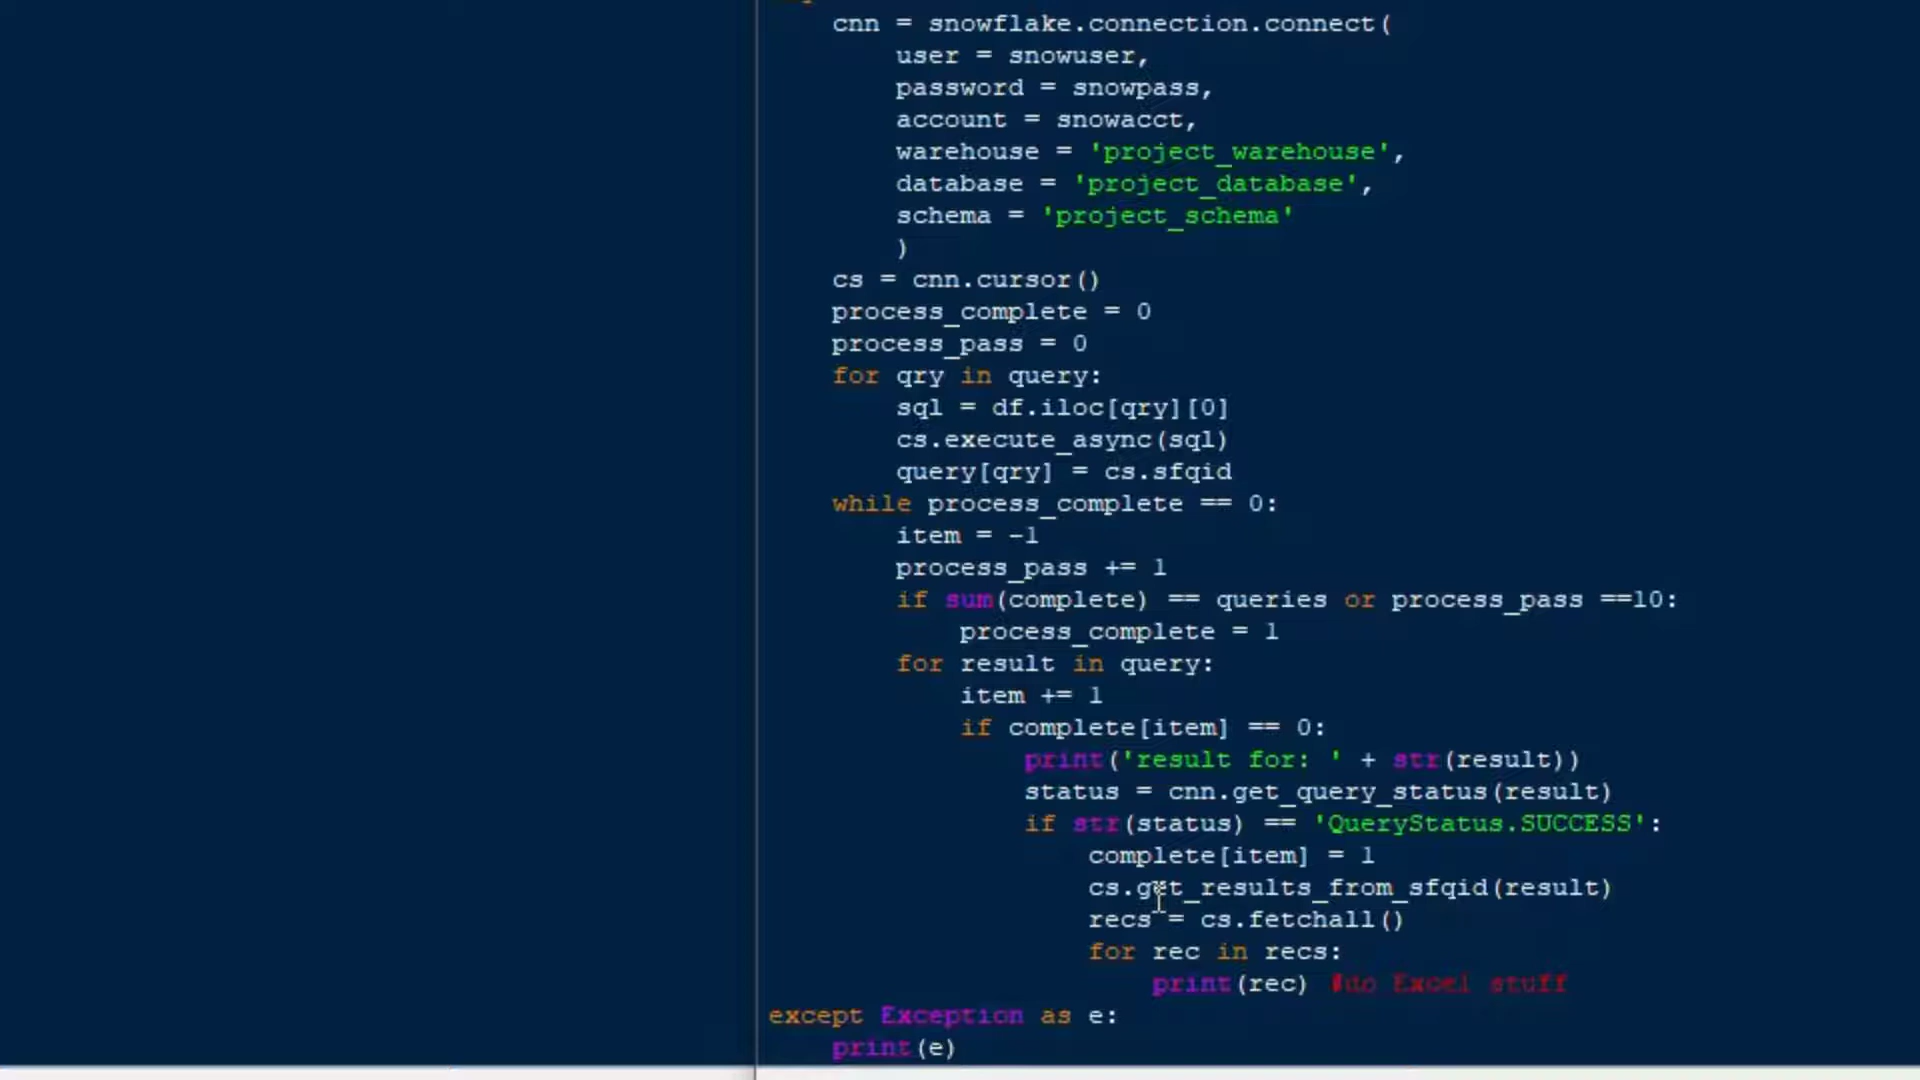 cnn = snowflake.connection.connect(
user = snowuser,
password = snowpass,
account = snowacct,
warehouse = 'project_warehouse',
database = 'project_database',
schema = 'project_schema'
)
cs = cnn.cursor()
process_complete = 0
process_pass = 0
for qry in query:
sql = df.iloc[qry][0]
cs.execute_async(sql)
query[qry] = cs.sfqid
while process_complete == 0:
item = -1
process_pass += 1
if sum(complete) == queries or process_pass ==10:
process_complete = 1
for result in query:
item += 1
if complete[item] == 0:
print('result for: ' + str(result))
status = cnn.get_query_status(result)
if str(status) == 'QueryStatus.SUCCESS':
complete[item] = 1
cs.get_results_from_sfqid(result)
recs = cs.fetchall()
for rec in recs:
print(rec) #do Excel stuff
except Exception as e:
print(e)